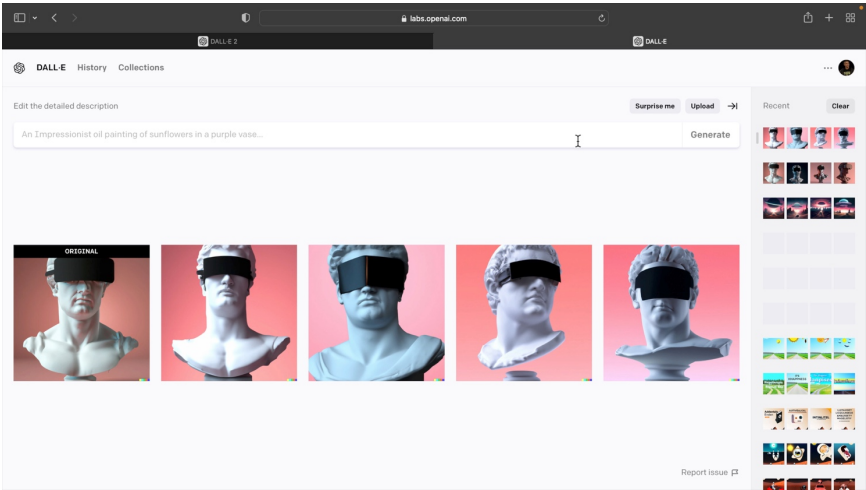 labs.openai.com
DALL·E 2
DALL·E
DALL·E History Collections
Edit the detailed description
Surprise me Upload
Recent Clear
An Impressionist oil painting of sunflowers in a purple vase...
Generate
ORIGINAL
Report issue